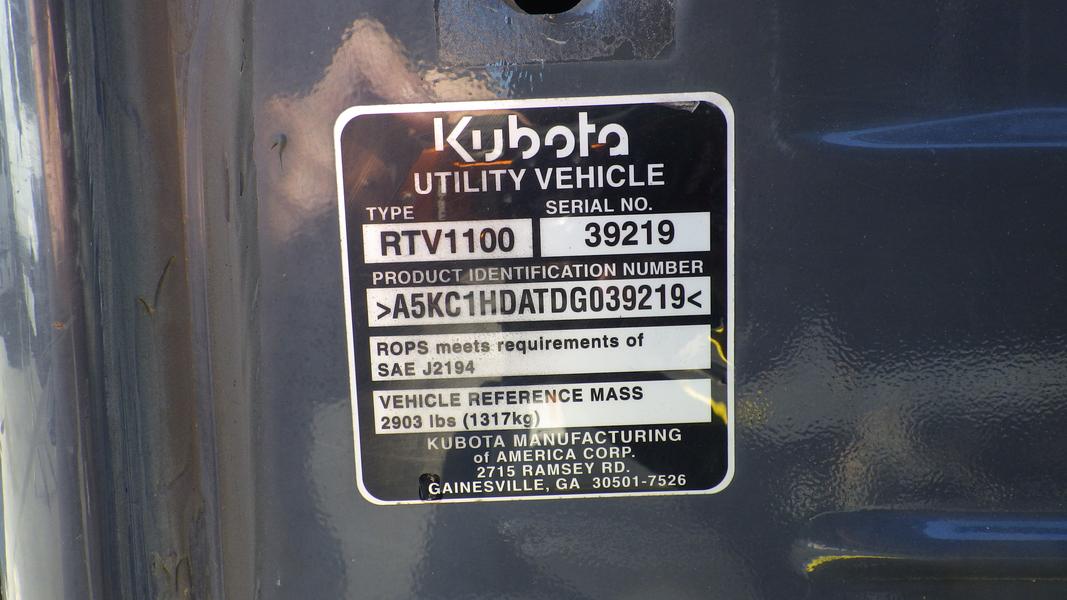 Kubota
UTILITY VEHICLE
TYPE SERIAL NO.
RTV1100 39219
PRODUCT IDENTIFICATION NUMBER
>A5KC1HDATDG039219<
ROPS meets requirements of
SAE J2194
VEHICLE REFERENCE MASS
2903 lbs (1317kg)
KUBOTA MANUFACTURING
of AMERICA CORP.
2715 RAMSEY RD.
GAINESVILLE, GA 30501-7526